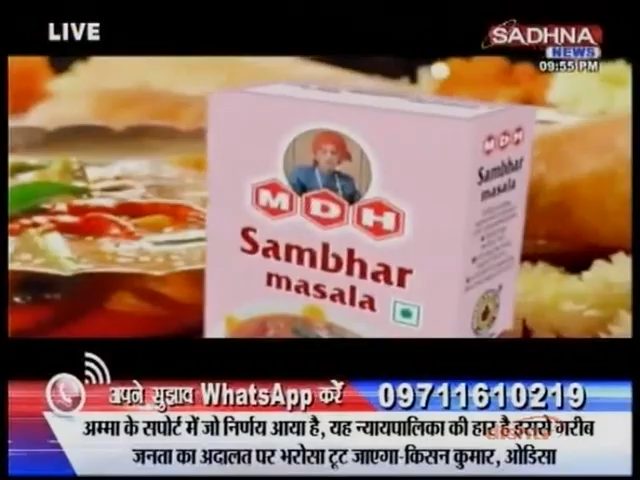 LIVE
SADHNA
NEWS
09:55 PM
MDH
Sambhar
masala
MDH
Sambhar
masala
अपने सुझाव WhatsApp करें 09711610219
अम्मा के सपोर्ट में जो निर्णय आया है, यह न्यायपालिका की हार है इससे गरीब
जनता का अदालत पर भरोसा टूट जाएगा-किसन कुमार, ओडिसा